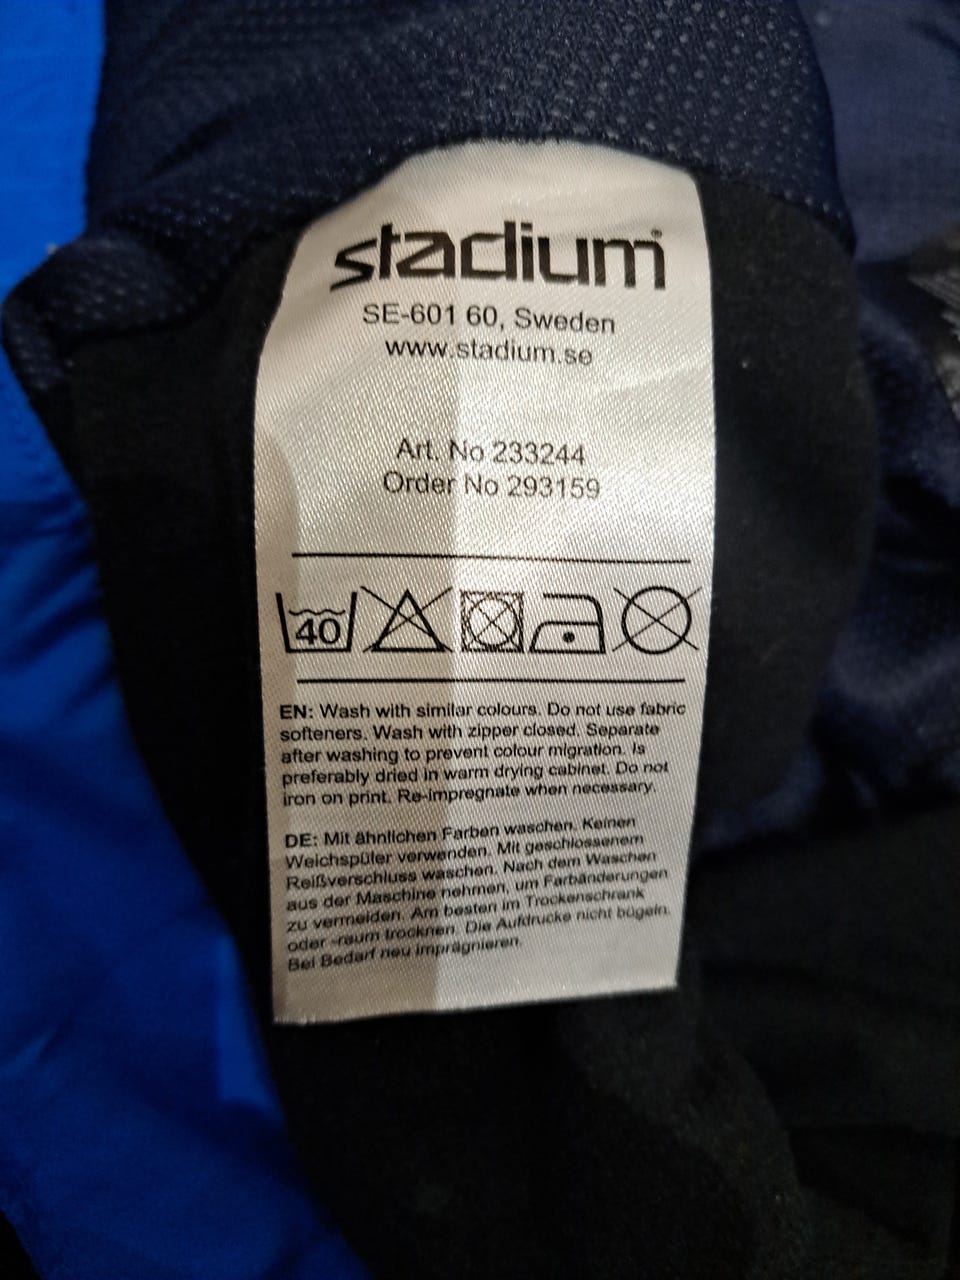 stadium®
SE-601 60, Sweden
www.stadium.se
Art. No 233244
Order No 293159
40
EN: Wash with similar colours. Do not use fabric
softeners. Wash with zipper closed. Separate
after washing to prevent colour migration. Is
preferably dried in warm drying cabinet. Do not
iron on print. Re-impregnate when necessary.
DE: Mit ähnlichen Farben waschen. Keinen
Weichspüler verwenden. Mit geschlossenem
Reißverschluss waschen. Nach dem Waschen
aus der Maschine nehmen, um Farbänderungen
zu vermeiden. Am besten im Trockenschrank
oder -raum trocknen. Die Aufdrucke nicht bügeln.
Bei Bedarf neu imprägnieren.